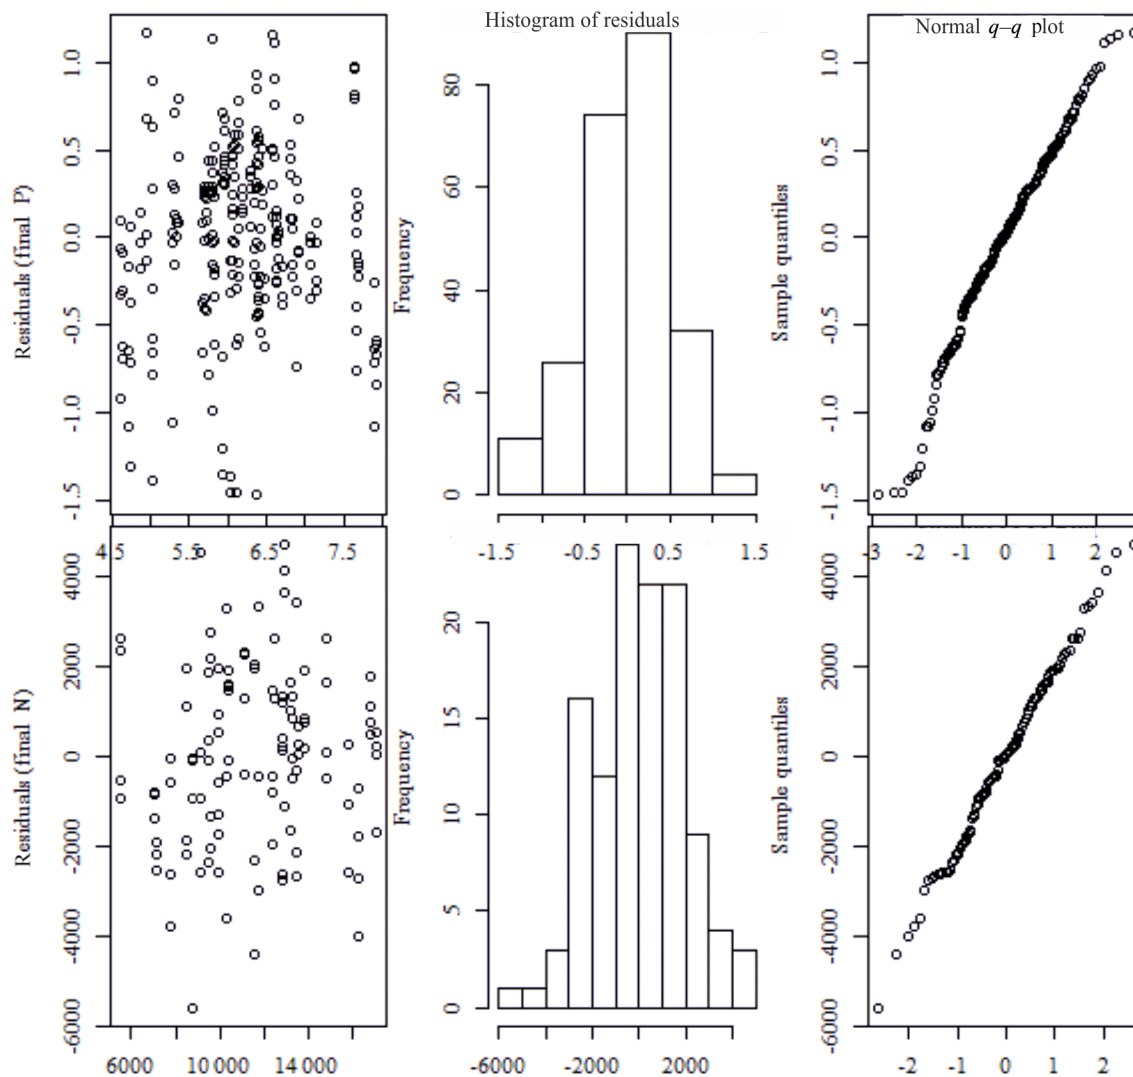 Histogram of residuals
Normal q–q plot
Residuals (final P)
1.0
0.5
0.0
-0.5
-1.0
-1.5
4.5 5.5 6.5 7.5
Frequency
80
60
40
20
0
-1.5 -0.5 0.5 1.5
Sample quantiles
1.0
0.5
0.0
-0.5
-1.0
-1.5
-3 -2 -1 0 1 2
Residuals (final N)
4000
2000
0
-2000
-4000
-6000
6000 10000 14000
Frequency
20
15
10
5
0
-6000 -2000 2000
Sample quantiles
4000
2000
0
-2000
-4000
-6000
-2 -1 0 1 2